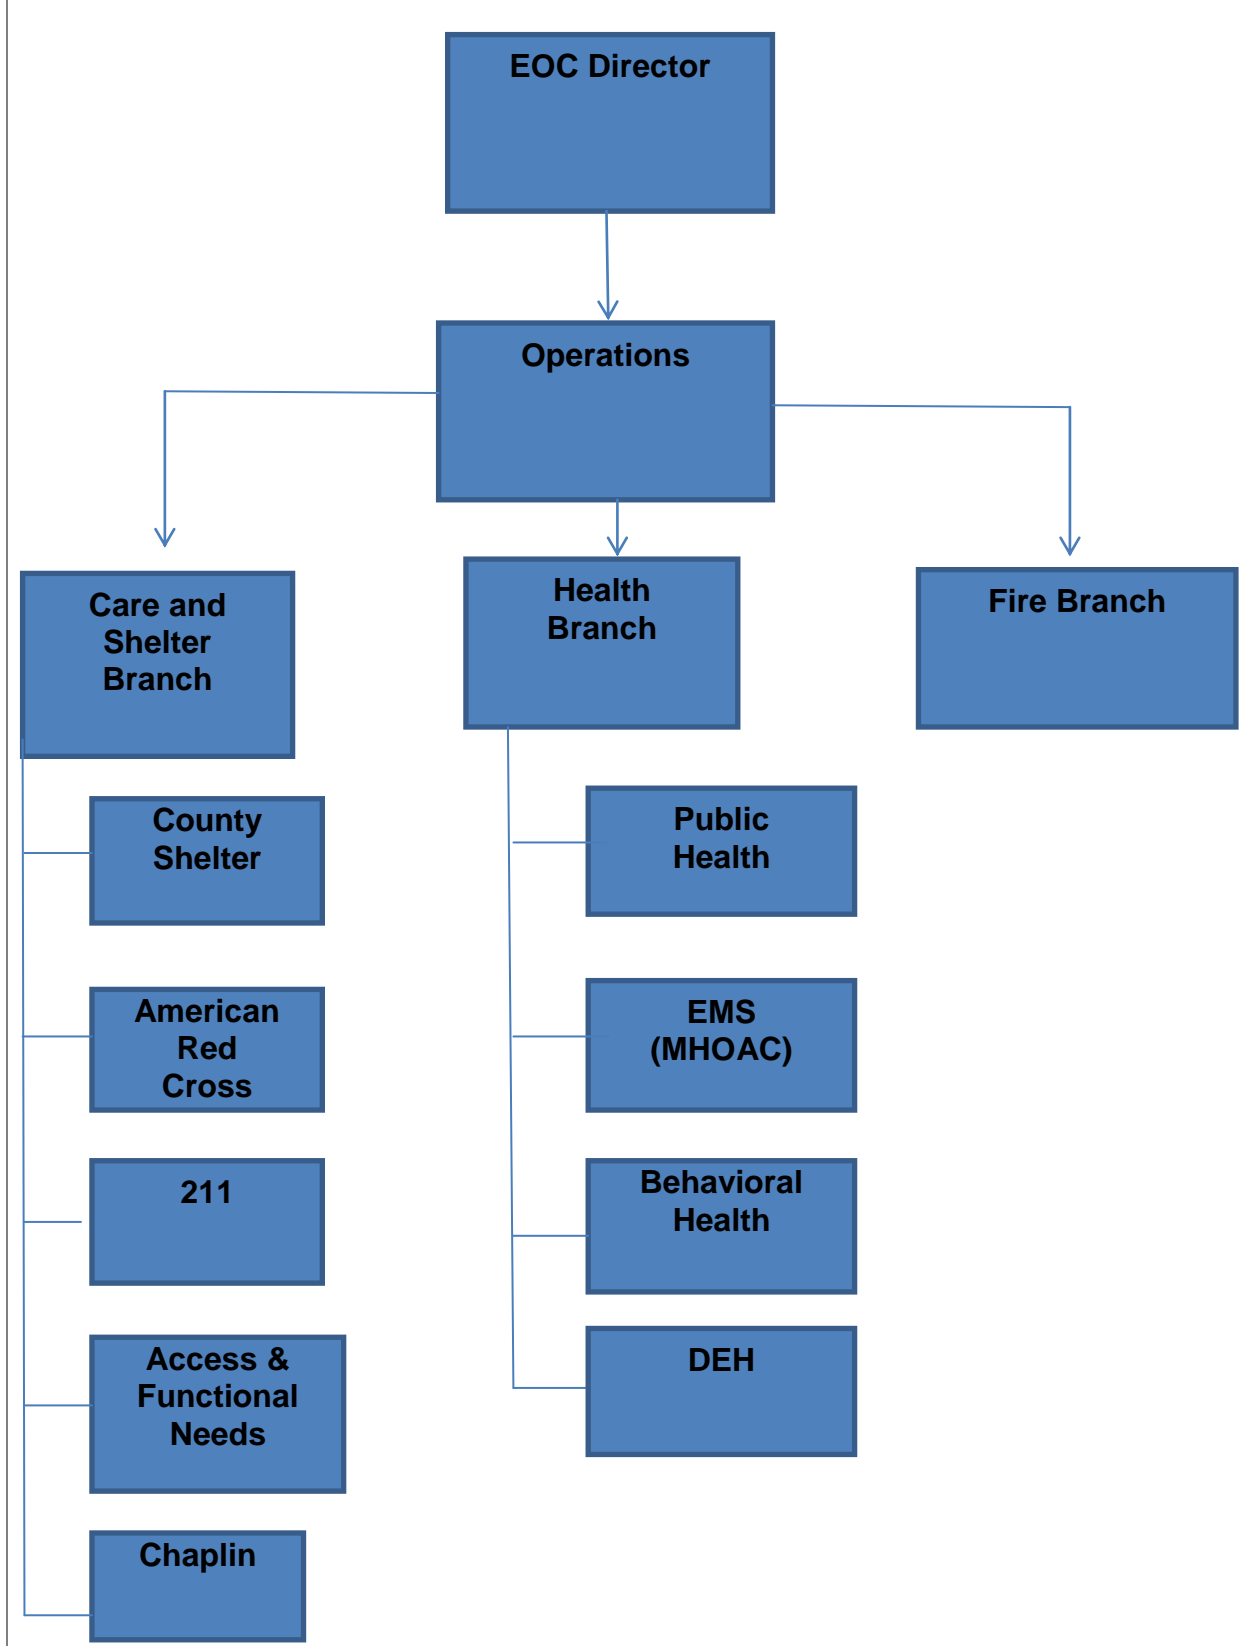 EOC Director
Operations
Care and
Shelter
Branch
Health
Branch
Fire Branch
County
Shelter
American
Red
Cross
211
Access &
Functional
Needs
Chaplin
Public
Health
EMS
(MHOAC)
Behavioral
Health
DEH